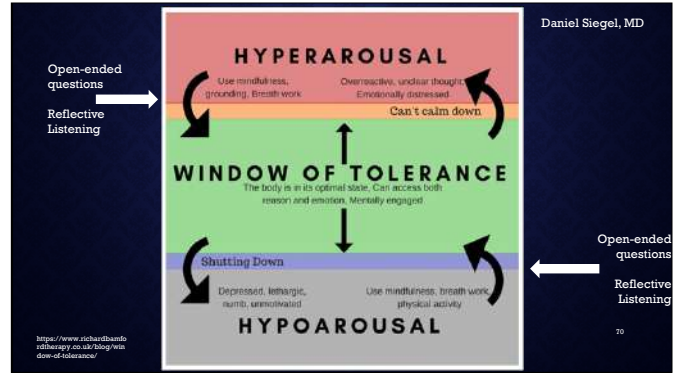 Daniel Siegel, MD
Open-ended
questions
Reflective
Listening
HYPERAROUSAL
Use mindfulness,
grounding, Breath work
Overreactive, unclear thought,
Emotionally distressed
Can't calm down
WINDOW OF TOLERANCE
The body is in its optimal state, Can access both
reason and emotion, Mentally engaged
Shutting Down
Depressed, lethargic,
numb, unmotivated
Use mindfulness, breath work,
physical activity
HYPOAROUSAL
Open-ended
questions
Reflective
Listening
70
https://www.richardbamfo
rdtherapy.co.uk/blog/win
dow-of-tolerance/